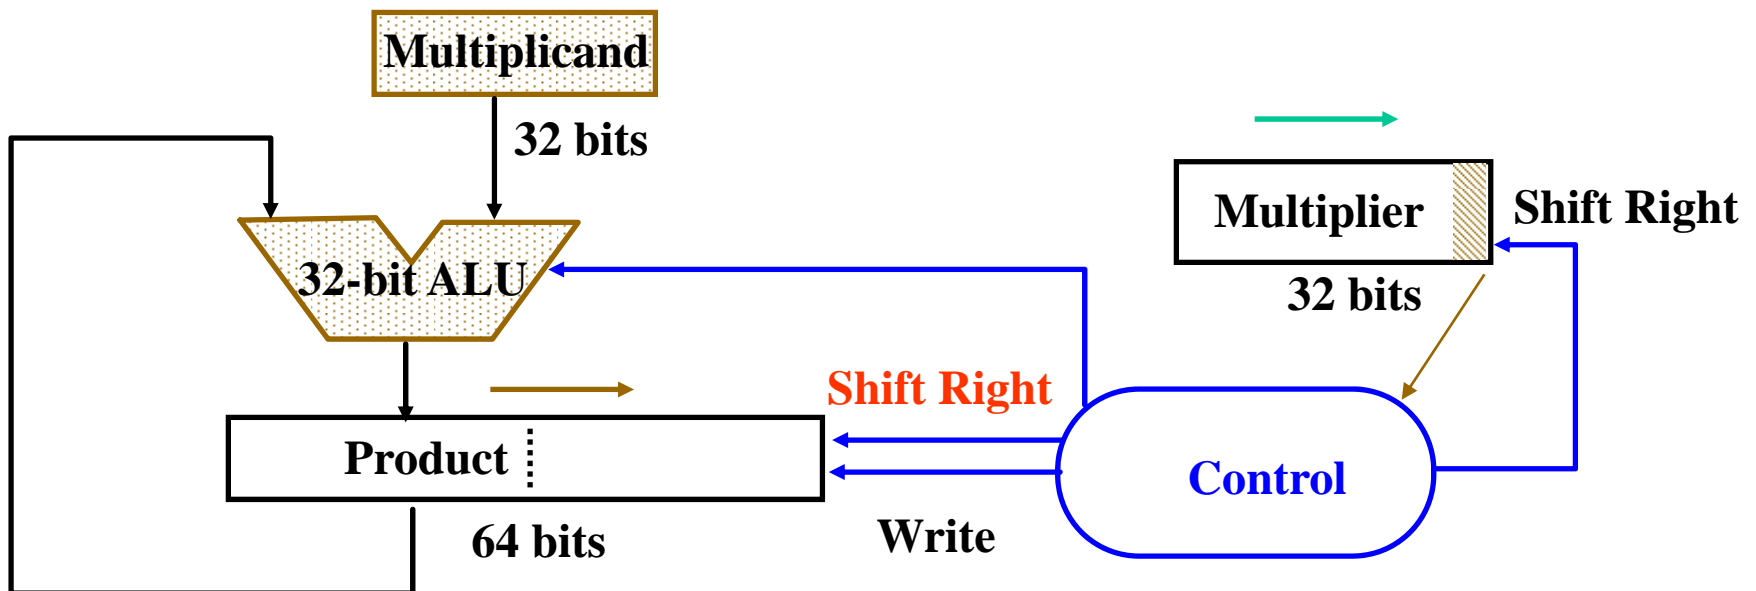 Multiplicand
32 bits
Multiplier
Shift Right
32-bit ALU
32 bits
Shift Right
Product
Control
64 bits
Write